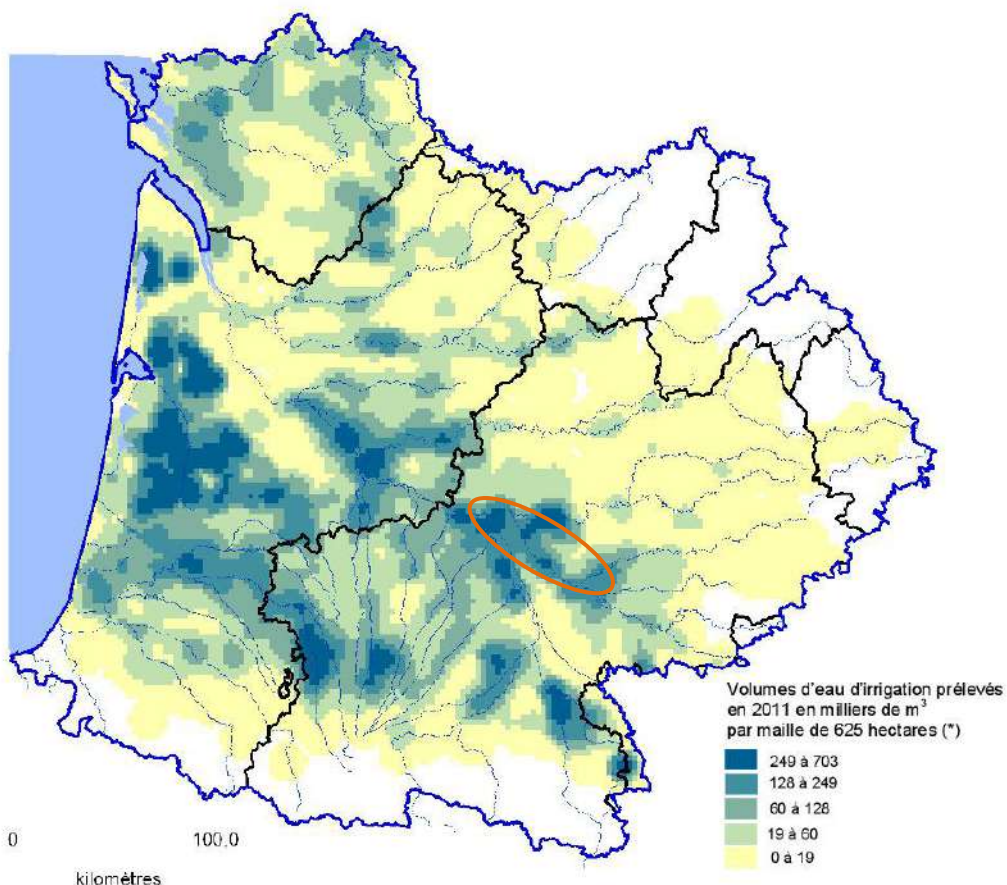 Volumes d'eau d'irrigation prélevés
en 2011 en milliers de m³
par maille de 625 hectares (*)
249 à 703
128 à 249
60 à 128
19 à 60
0 à 19
0 100.0
kilomètres